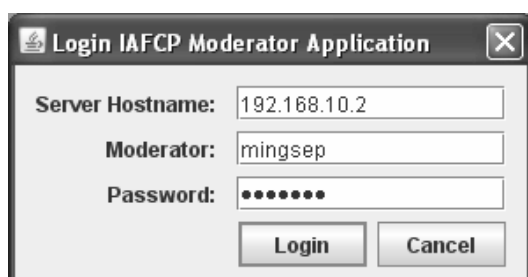 Login IAFCP Moderator Application
Server Hostname: 192.168.10.2
Moderator: mingsep
Password: •••••••
Login Cancel